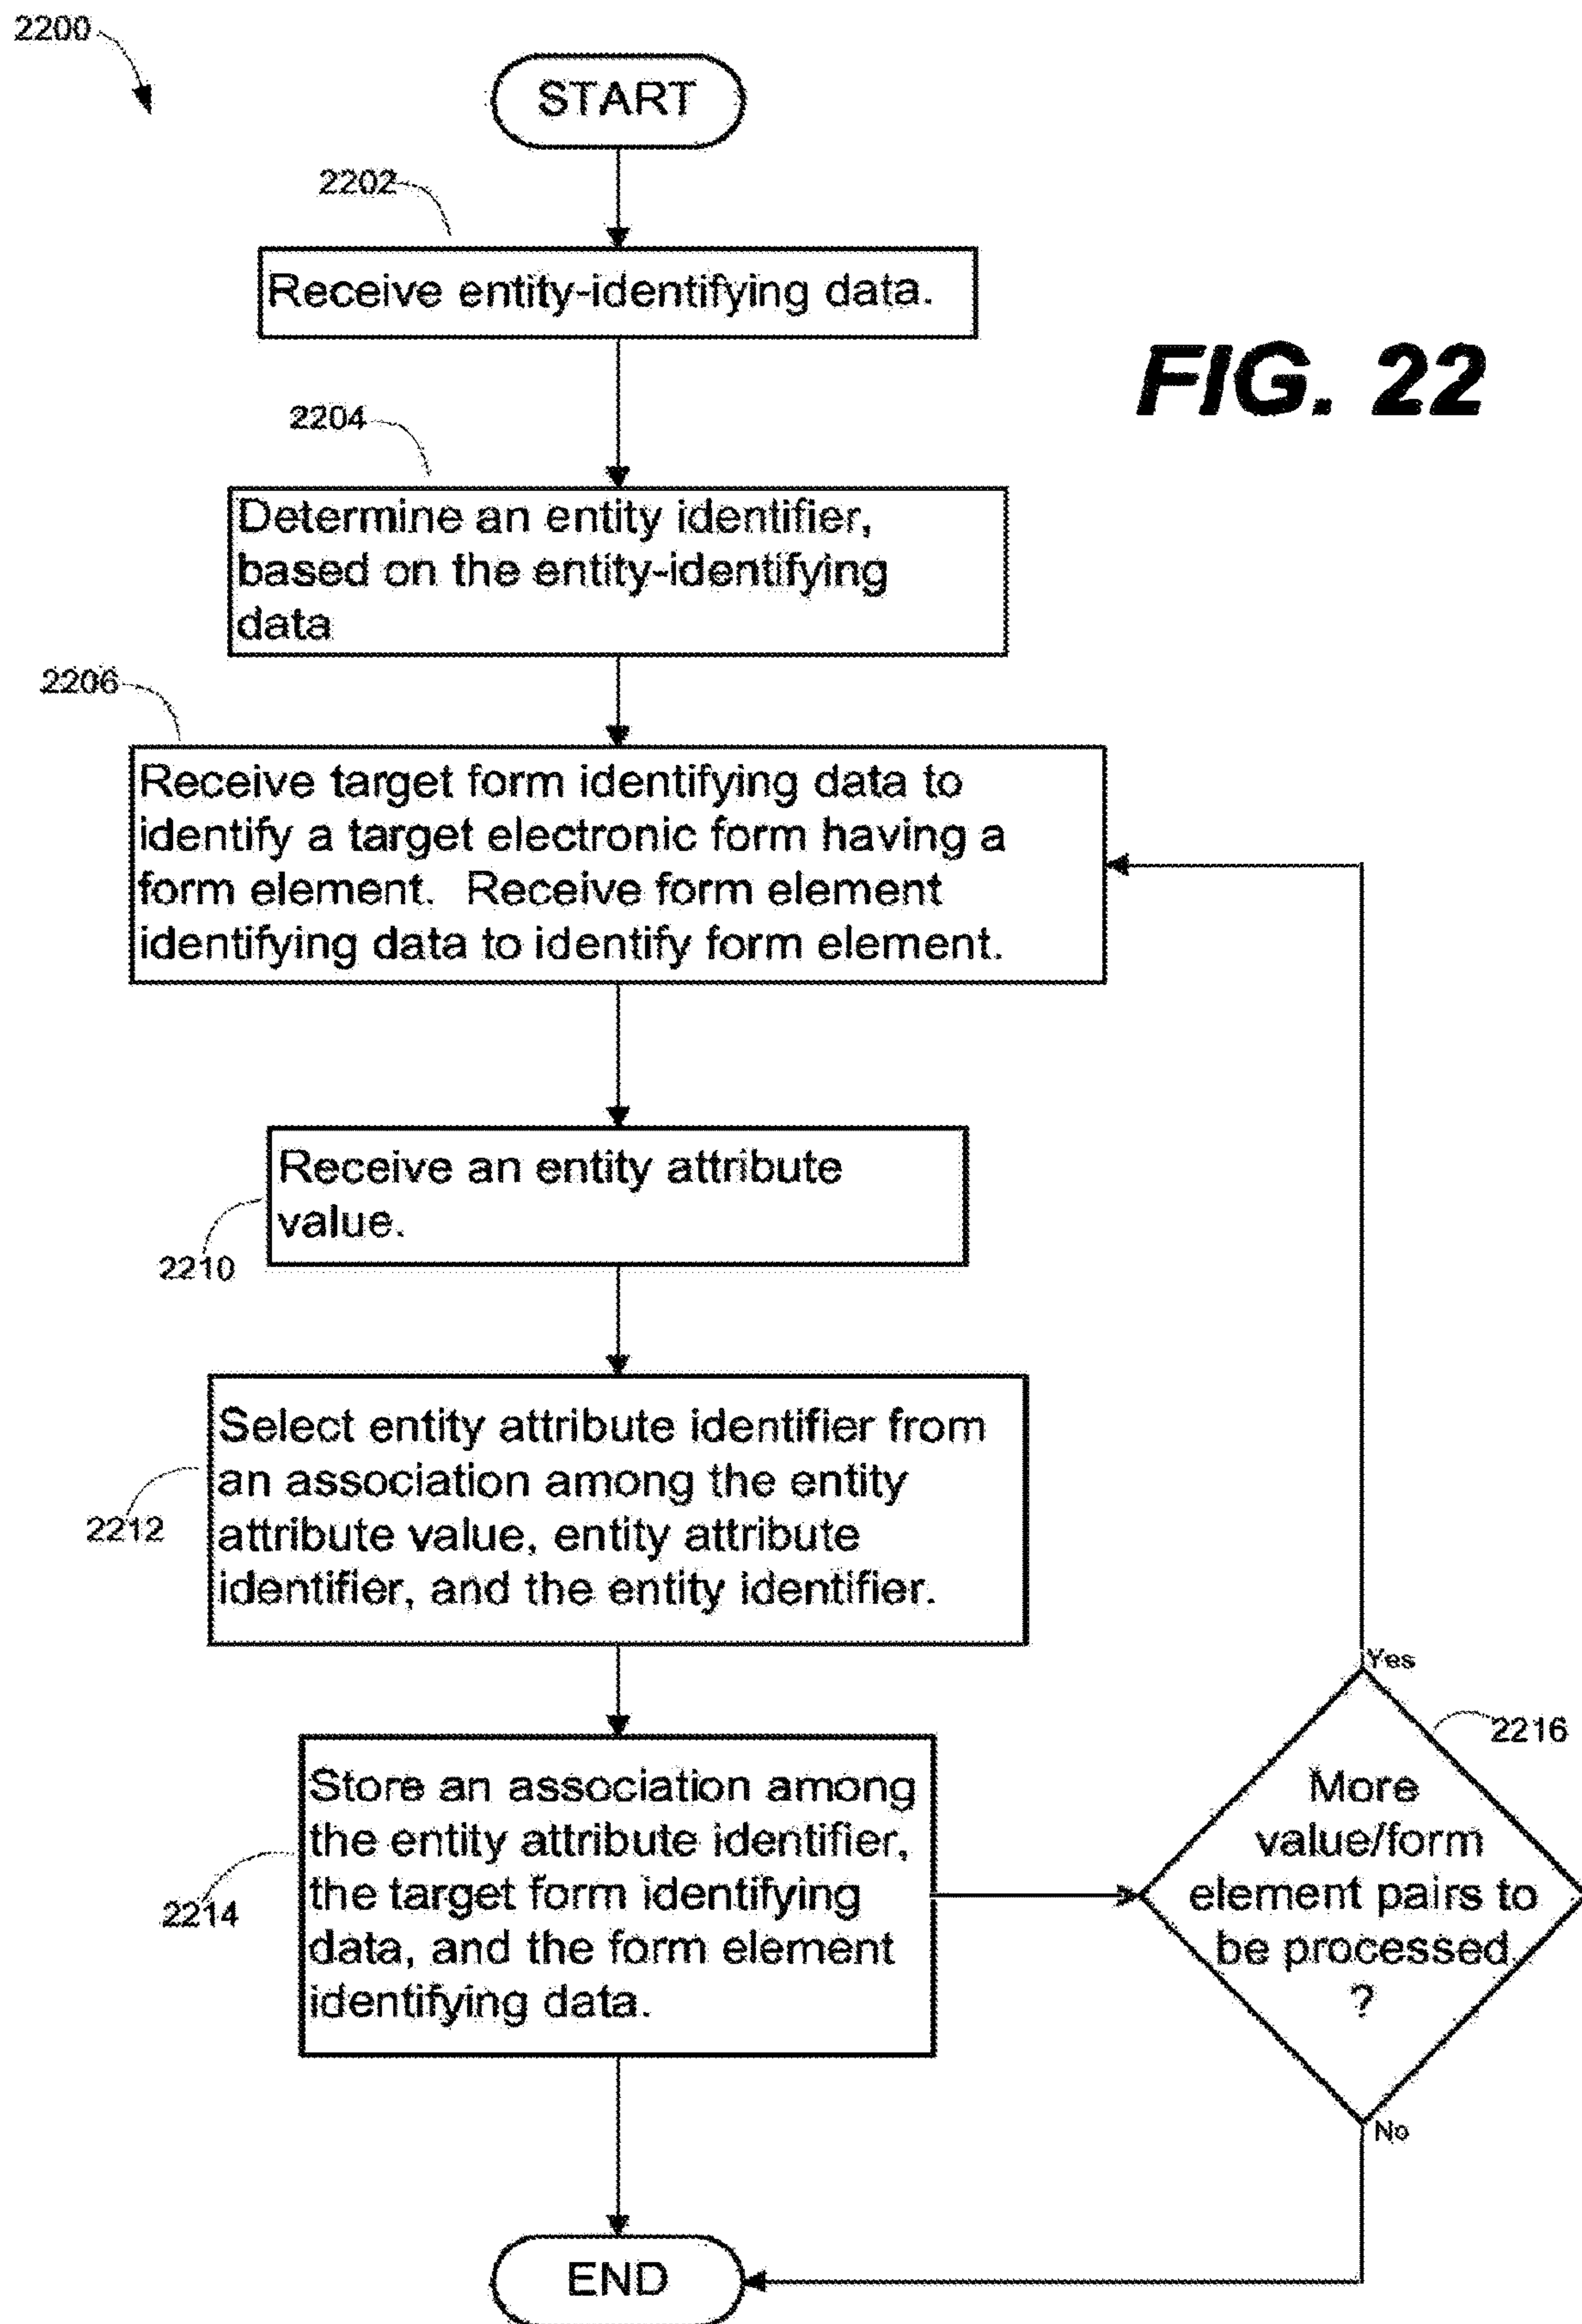 2200
START
2202
Receive entity-identifying data.
FIG. 22
2204
Determine an entity identifier,
based on the entity-identifying
data
2206
Receive target form identifying data to
identify a target electronic form having a
form element.  Receive form element
identifying data to identify form element.
Receive an entity attribute
value.
2210
Select entity attribute identifier from
an association among the entity
attribute value, entity attribute
identifier, and the entity identifier.
2212
Store an association among
the entity attribute identifier,
the target form identifying
data, and the form element
identifying data.
2214
Yes
2216
More
value/form
element pairs to
be processed
?
No
END